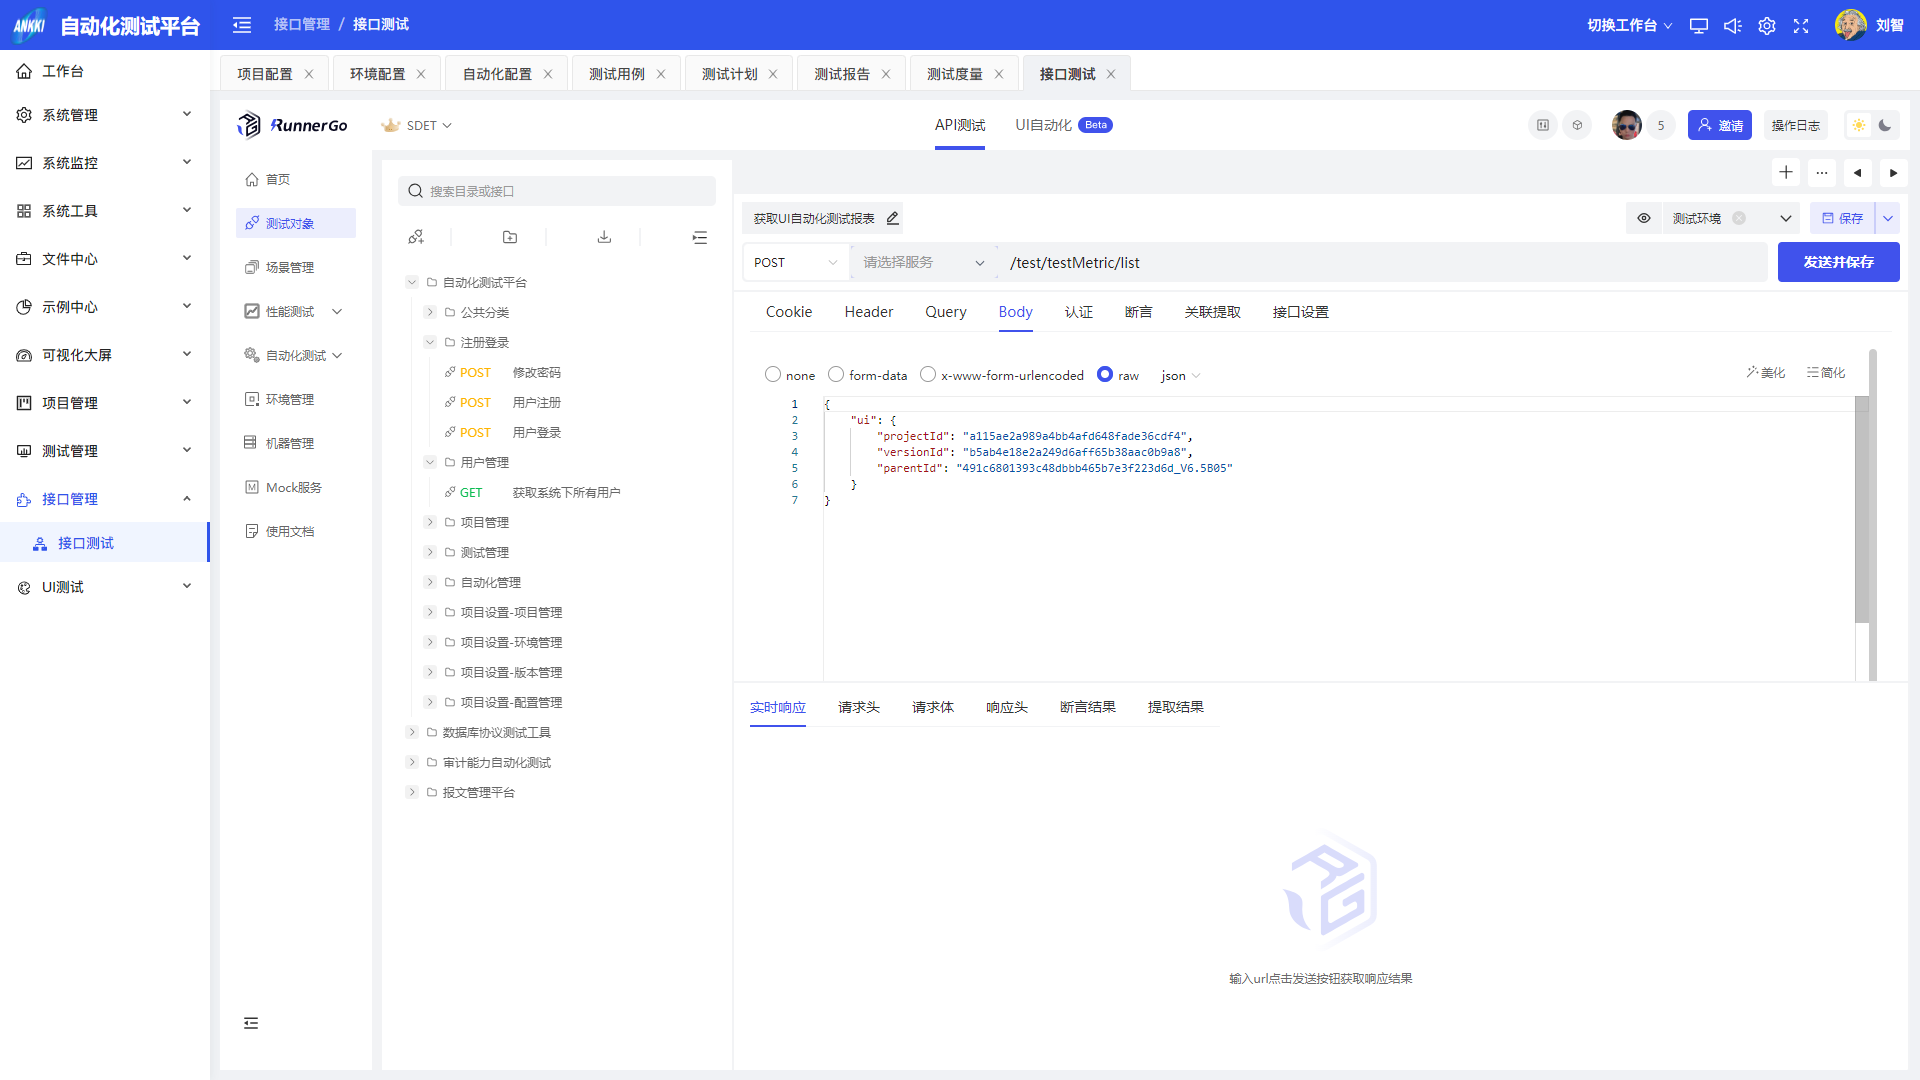 ANKKI 自动化测试平台
接口管理 / 接口测试
切换工作台
刘智
工作台
系统管理
系统监控
系统工具
文件中心
示例中心
可视化大屏
项目管理
测试管理
接口管理
接口测试
UI测试
项目配置
环境配置
自动化配置
测试用例
测试计划
测试报告
测试度量
接口测试
RunnerGo
SDET
API测试
UI自动化 Beta
5
邀请
操作日志
首页
测试对象
场景管理
性能测试
自动化测试
环境管理
机器管理
Mock服务
使用文档
搜索目录或接口
自动化测试平台
公共分类
注册登录
POST 修改密码
POST 用户注册
POST 用户登录
用户管理
GET 获取系统下所有用户
项目管理
测试管理
自动化管理
项目设置-项目管理
项目设置-环境管理
项目设置-版本管理
项目设置-配置管理
数据库协议测试工具
审计能力自动化测试
报文管理平台
获取UI自动化测试报表
测试环境
保存
POST
请选择服务
/test/testMetric/list
发送并保存
Cookie
Header
Query
Body
认证
断言
关联提取
接口设置
none
form-data
x-www-form-urlencoded
raw
json
美化
简化
1 {
2 "ui": {
3 "projectId": "a115ae2a989a4bb4afd648fade36cdf4",
4 "versionId": "b5ab4e18e2a249d6aff65b38aac0b9a8",
5 "parentId": "491c6801393c48dbbb465b7e3f223d6d_V6.5B05"
6 }
7 }
实时响应
请求头
请求体
响应头
断言结果
提取结果
输入url点击发送按钮获取响应结果